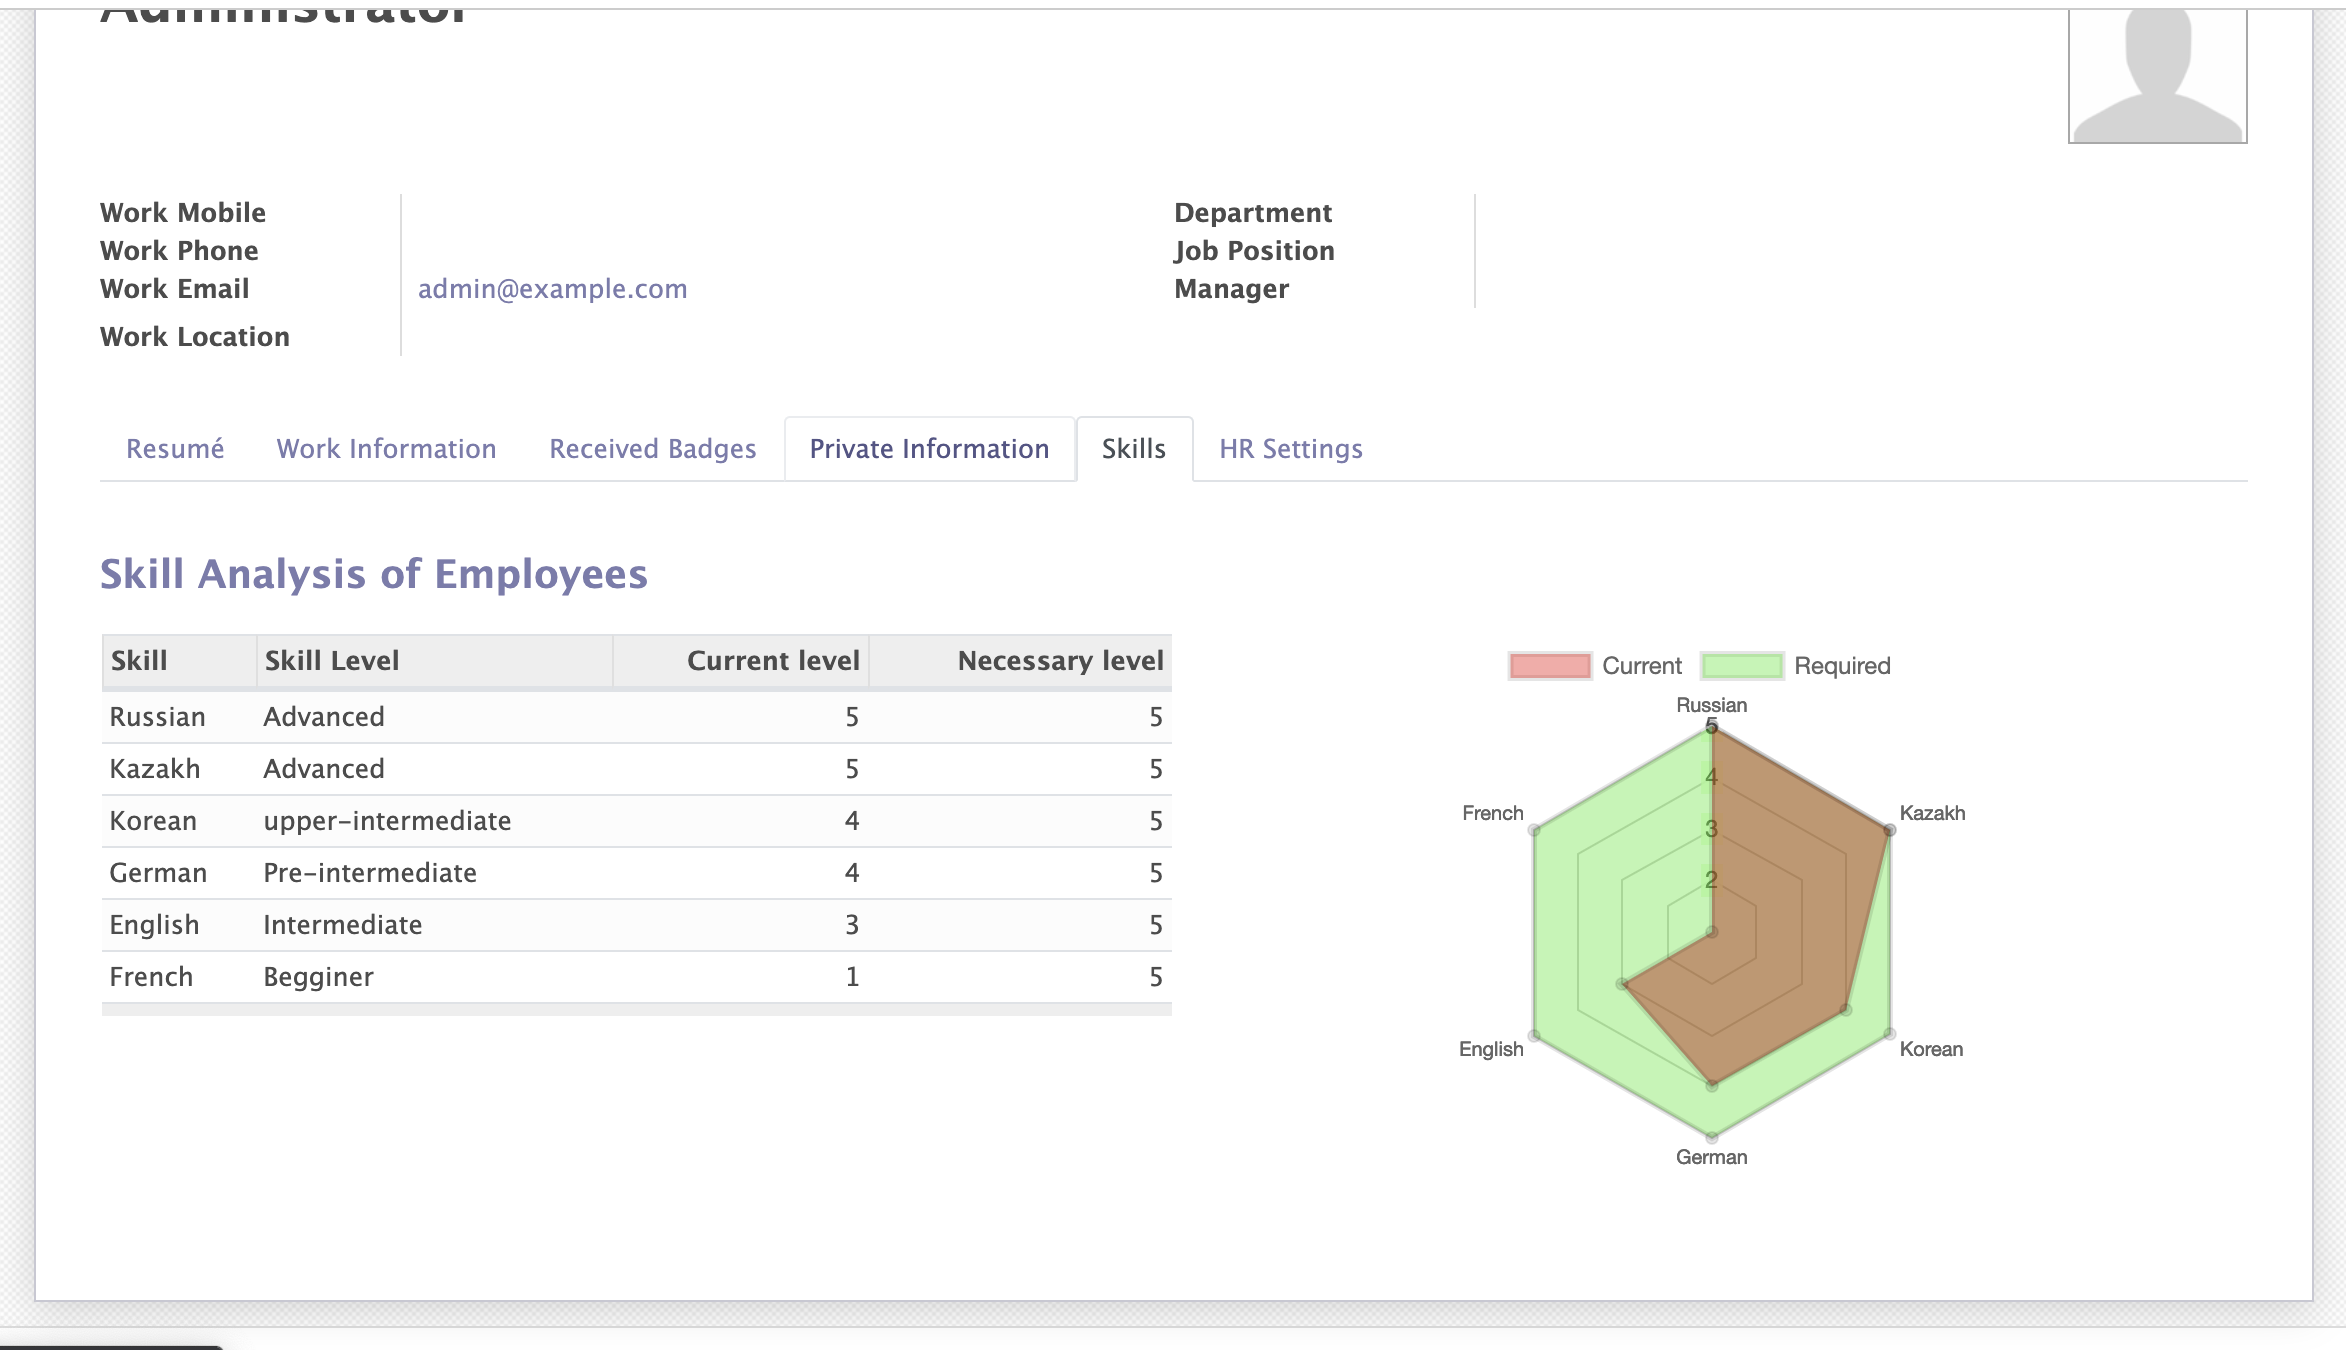 Administrator
Work Mobile
Work Phone
Work Email admin@example.com
Work Location
Department
Job Position
Manager
Resumé Work Information Received Badges Private Information Skills HR Settings
Skill Analysis of Employees
Skill Skill Level Current level Necessary level
Russian Advanced 5 5
Kazakh Advanced 5 5
Korean upper-intermediate 4 5
German Pre-intermediate 4 5
English Intermediate 3 5
French Begginer 1 5
Current Required
Russian
5
4
French Kazakh
3
2
English Korean
German